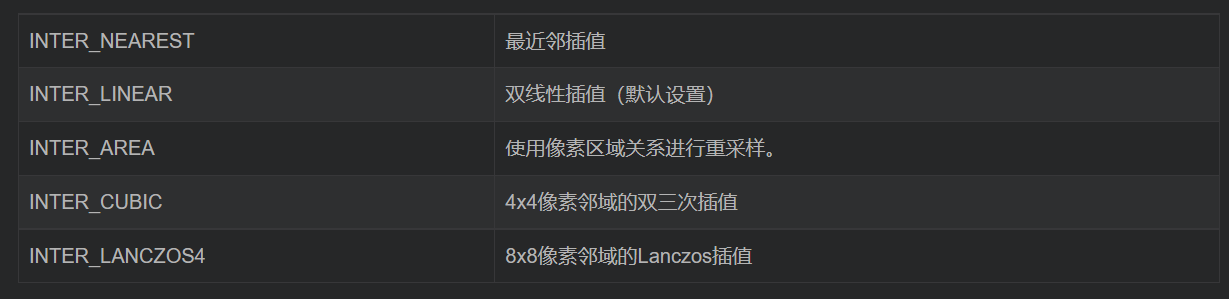 INTER_NEAREST 最近邻插值
INTER_LINEAR 双线性插值（默认设置）
INTER_AREA 使用像素区域关系进行重采样。
INTER_CUBIC 4x4像素邻域的双三次插值
INTER_LANCZOS4 8x8像素邻域的Lanczos插值